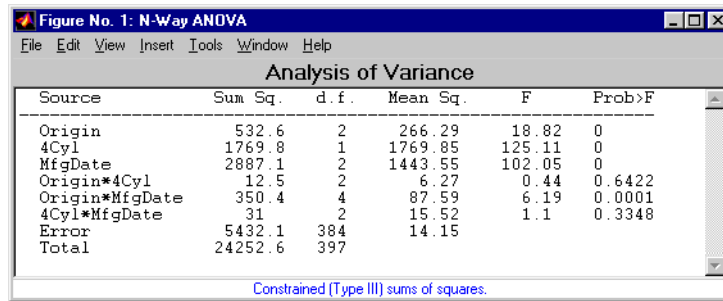 Figure No. 1: N-Way ANOVA
File Edit View Insert Tools Window Help
Analysis of Variance
Source Sum Sq. d.f. Mean Sq. F Prob>F
Origin 532.6 2 266.29 18.82 0
4Cyl 1769.8 1 1769.85 125.11 0
MfgDate 2887.1 2 1443.55 102.05 0
Origin*4Cyl 12.5 2 6.27 0.44 0.6422
Origin*MfgDate 350.4 4 87.59 6.19 0.0001
4Cyl*MfgDate 31 2 15.52 1.1 0.3348
Error 5432.1 384 14.15
Total 24252.6 397
Constrained (Type III) sums of squares.